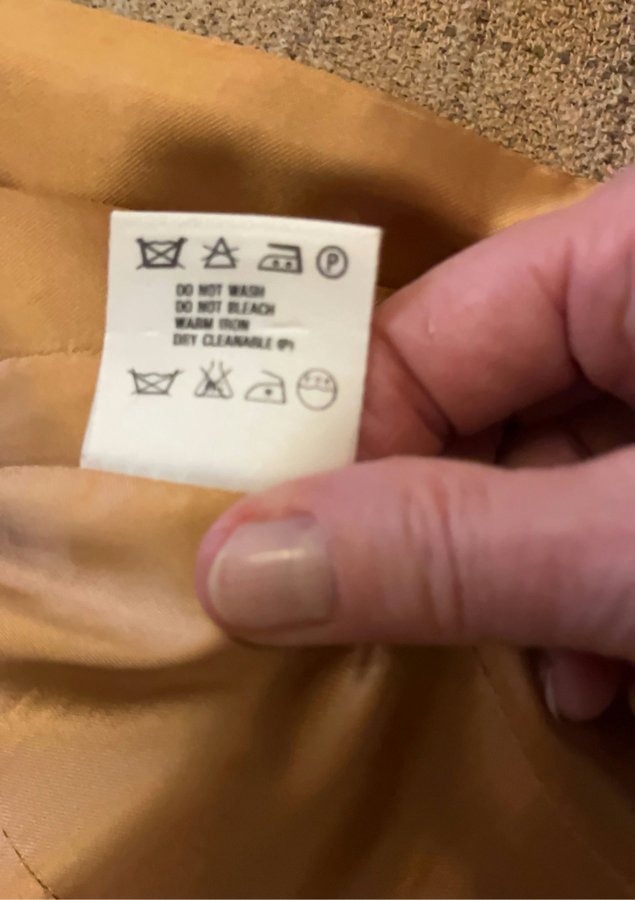 P
DO NOT WASH
DO NOT BLEACH
WARM IRON
DRY CLEANABLE (P)